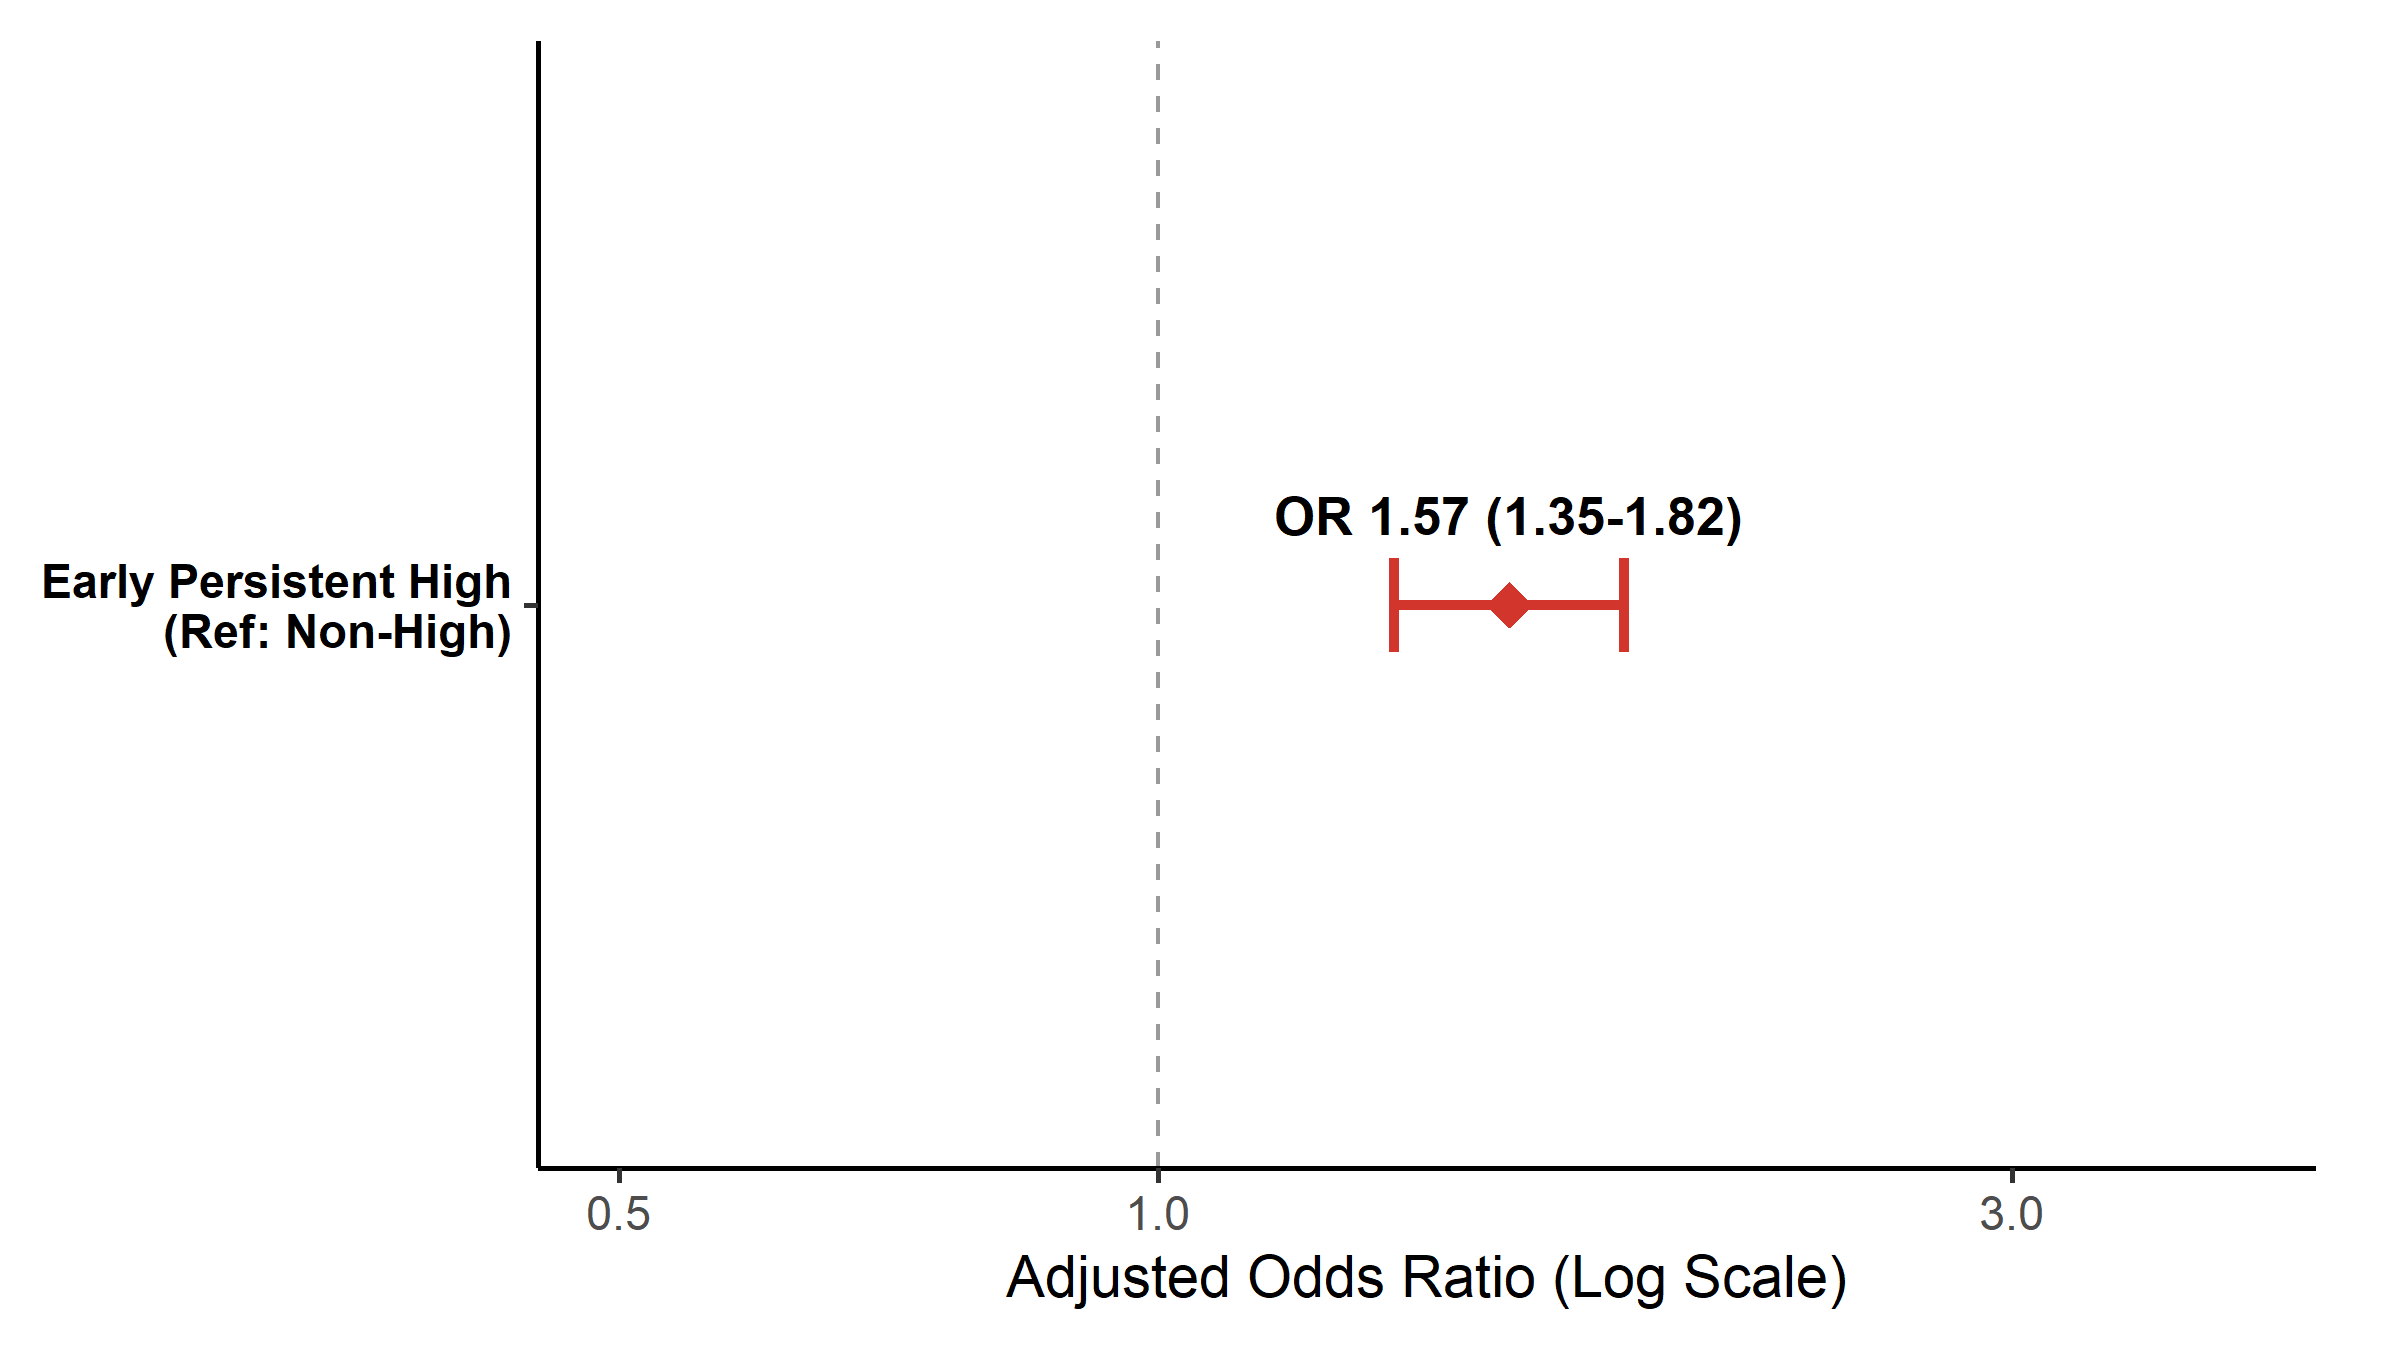 OR 1.57 (1.35-1.82)
Early Persistent High
(Ref: Non-High)
0.5
1.0
3.0
Adjusted Odds Ratio (Log Scale)